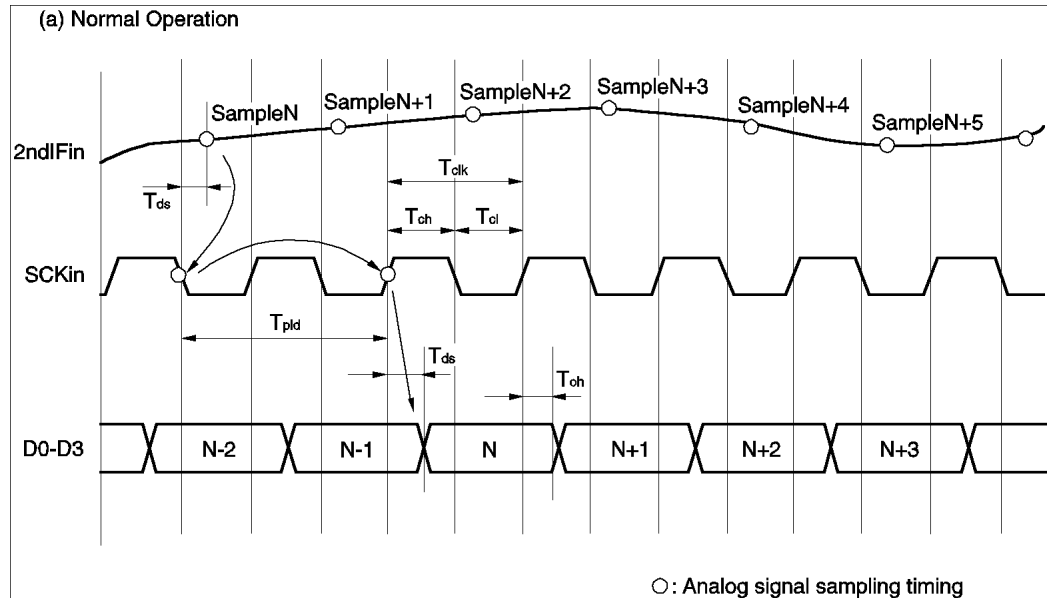 (a) Normal Operation
SampleN
SampleN+1
SampleN+2
SampleN+3
SampleN+4
SampleN+5
2ndIFin
Tclk
Tds
Tch
Tcl
SCKin
Tpld
Tds
Toh
D0-D3
N-2
N-1
N
N+1
N+2
N+3
: Analog signal sampling timing